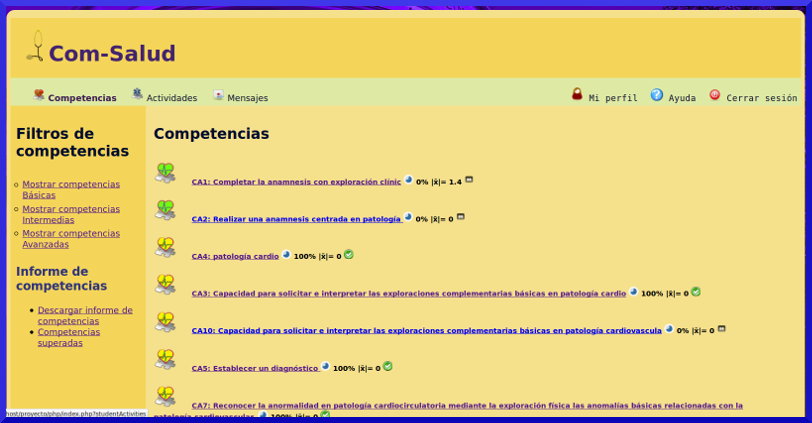 Com-Salud
Competencias Actividades Mensajes Mi perfil Ayuda Cerrar sesión
Filtros de
competencias
Mostrar competencias
Básicas
Mostrar competencias
Intermedias
Mostrar competencias
Avanzadas
Informe de
competencias
Descargar informe de
competencias
Competencias
superadas
Competencias
CA1: Completar la anamnesis con exploración clínic 0% |x̄|= 1.4
CA2: Realizar una anamnesis centrada en patología 0% |x̄|= 0
CA4: patología cardio 100% |x̄|= 0
CA3: Capacidad para solicitar e interpretar las exploraciones complementarias básicas en patología cardio 100% |x̄|= 0
CA10: Capacidad para solicitar e interpretar las exploraciones complementarias básicas en patología cardiovascula 0% |x̄|= 0
CA5: Establecer un diagnóstico 100% |x̄|= 0
CA7: Reconocer la anormalidad en patología cardiocirculatoria mediante la exploración física las anomalías básicas relacionadas con la
patología cardiovascular 100% |x̄|= 0
host/proyecto/php/index.php?studentActivities